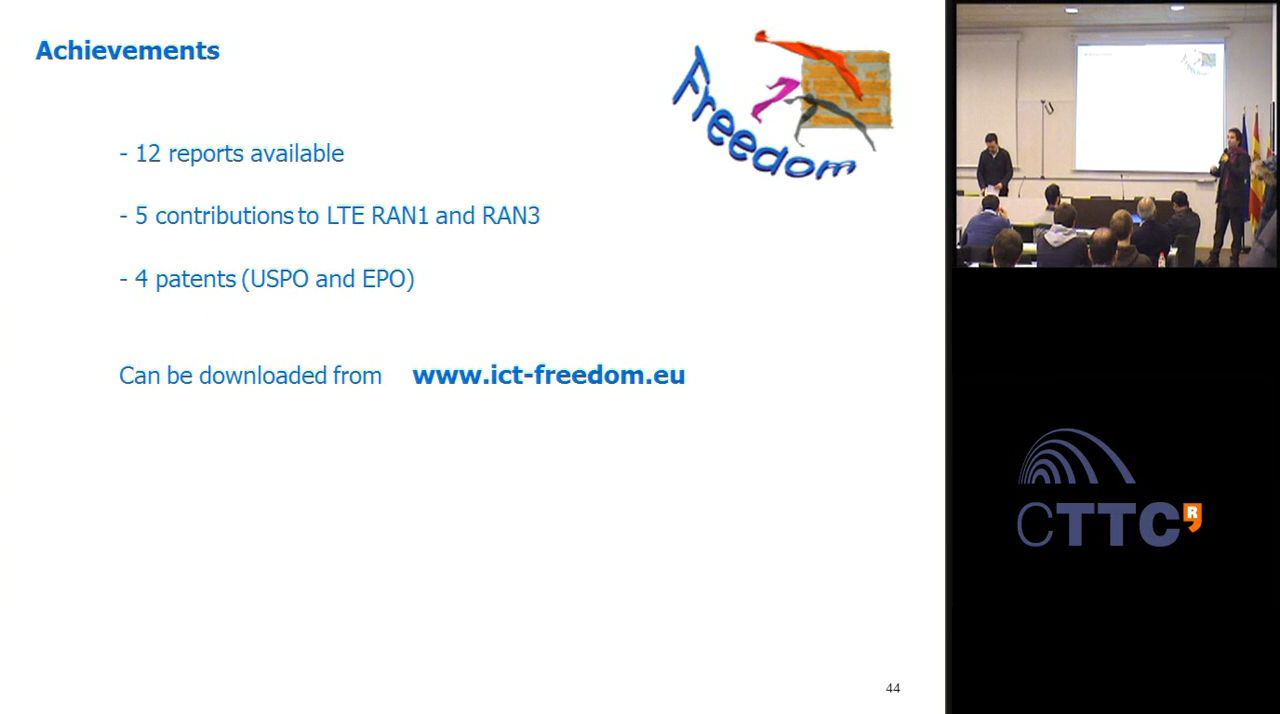 Achievements
Freedom
- 12 reports available
- 5 contributions to LTE RAN1 and RAN3
- 4 patents (USPO and EPO)
Can be downloaded from www.ict-freedom.eu
CTTC R
44